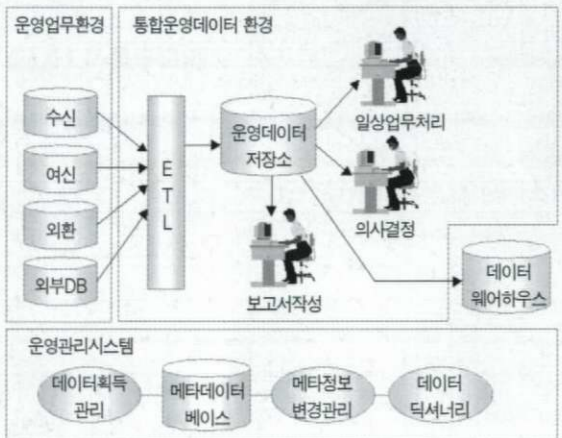 운영업무환경
통합운영데이터 환경
수신
여신
외환
외부DB
E
T
L
운영데이터
저장소
일상업무처리
의사결정
보고서작성
데이터
웨어하우스
운영관리시스템
데이터획득
관리
메타데이터
베이스
메타정보
변경관리
데이터
딕셔너리